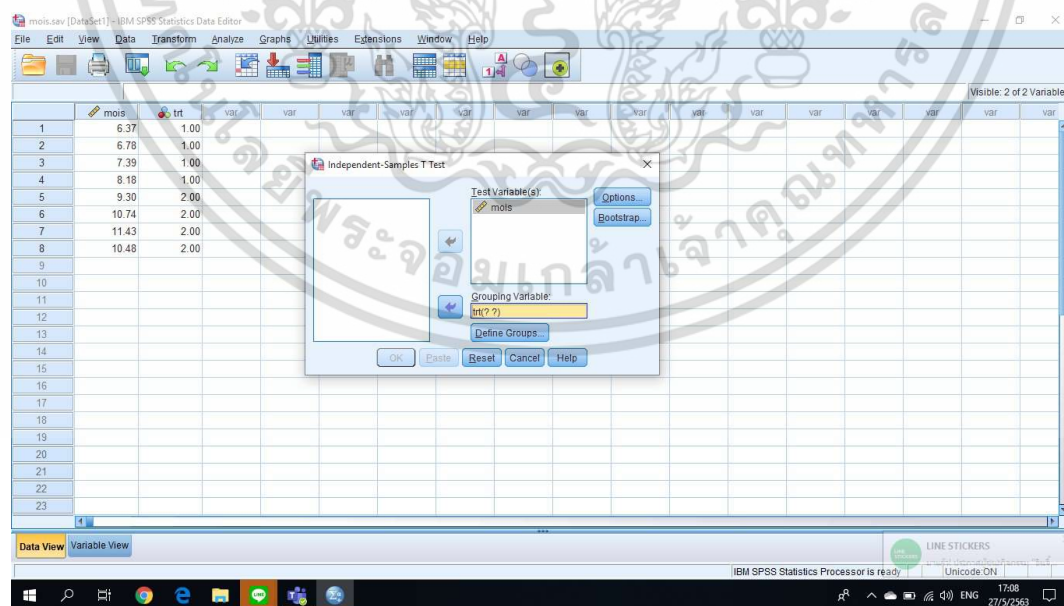 mois.sav [DataSet1] - IBM SPSS Statistics Data Editor
File Edit View Data Transform Analyze Graphs Utilities Extensions Window Help
Visible: 2 of 2 Variable
mois trt var var var var var var var var var var var var var var
1 6.37 1.00
2 6.78 1.00
3 7.39 1.00
4 8.18 1.00
5 9.30 2.00
6 10.74 2.00
7 11.43 2.00
8 10.48 2.00
9
10
11
12
13
14
15
16
17
18
19
20
21
22
23
Independent-Samples T Test
Test Variable(s):
mois
Options...
Bootstrap...
Grouping Variable:
trt(? ?)
Define Groups...
OK Paste Reset Cancel Help
Data View Variable View
LINE STICKERS
IBM SPSS Statistics Processor is ready Unicode:ON
ENG 17:08
27/5/2563